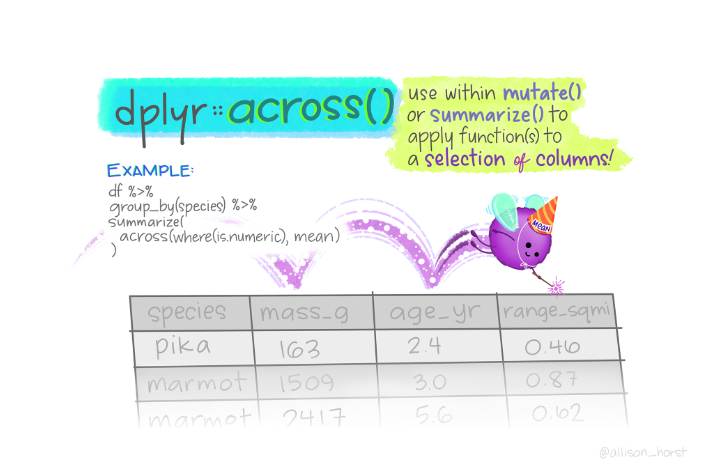 dplyr::across()
use within mutate()
or summarize() to
apply function(s) to
a selection of columns!
EXAMPLE:
df %>%
group_by(species) %>%
summarize(
across(where(is.numeric), mean)
)
MEAN
species mass_g age_yr range_sqmi
pika 163 2.4 0.46
marmot 1509 3.0 0.87
marmot 2417 5.6 0.62
@allison_horst